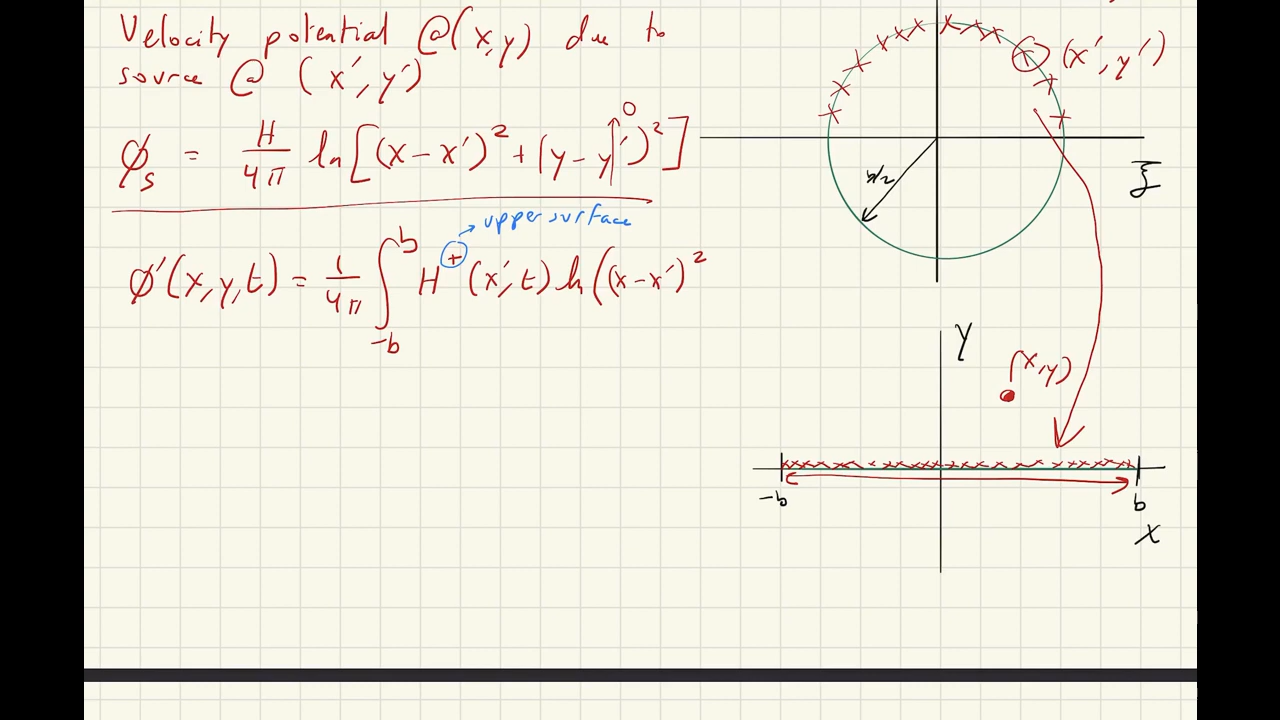 Velocity potential @(x,y) due to
source @ (x′, y′)
ϕₛ = H/4π ln[(x−x′)² + (y−y′)²]
0
→ upper surface
ϕ′(x,y,t) = 1/4π ∫₋b^b H⁺(x′,t) ln((x−x′)²
(x′, y′)
b/2
Y
(x,y)
−b
b
x